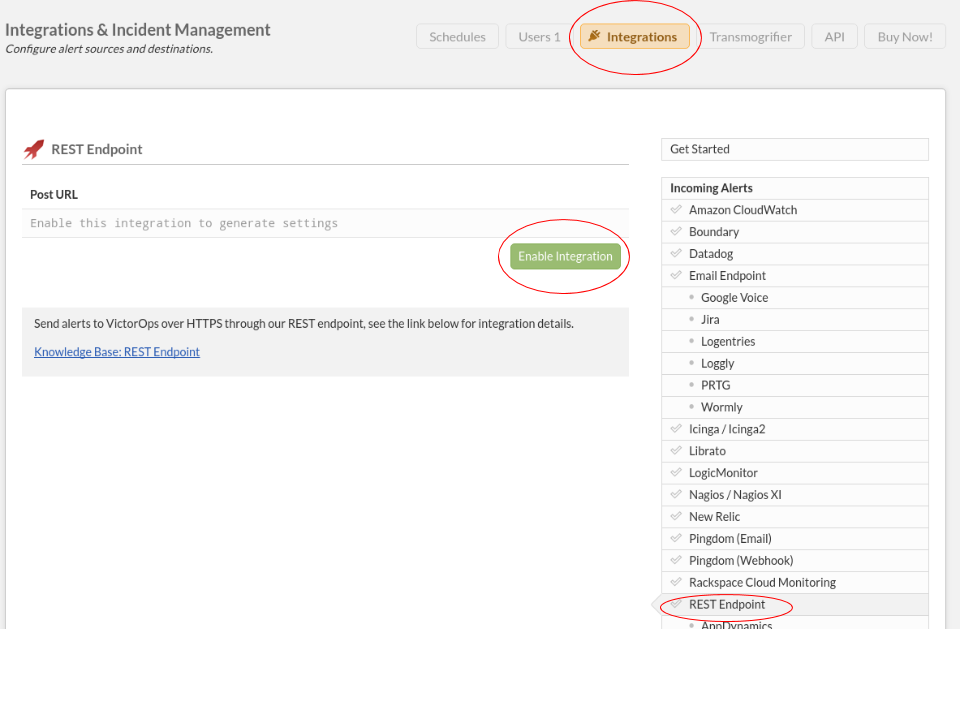 Integrations & Incident Management
Configure alert sources and destinations.
Schedules
Users 1
Integrations
Transmogrifier
API
Buy Now!
REST Endpoint
Post URL
Enable this integration to generate settings
Enable Integration
Send alerts to VictorOps over HTTPS through our REST endpoint, see the link below for integration details.
Knowledge Base: REST Endpoint
Get Started
Incoming Alerts
Amazon CloudWatch
Boundary
Datadog
Email Endpoint
Google Voice
Jira
Logentries
Loggly
PRTG
Wormly
Icinga / Icinga2
Librato
LogicMonitor
Nagios / Nagios XI
New Relic
Pingdom (Email)
Pingdom (Webhook)
Rackspace Cloud Monitoring
REST Endpoint
AppDynamics